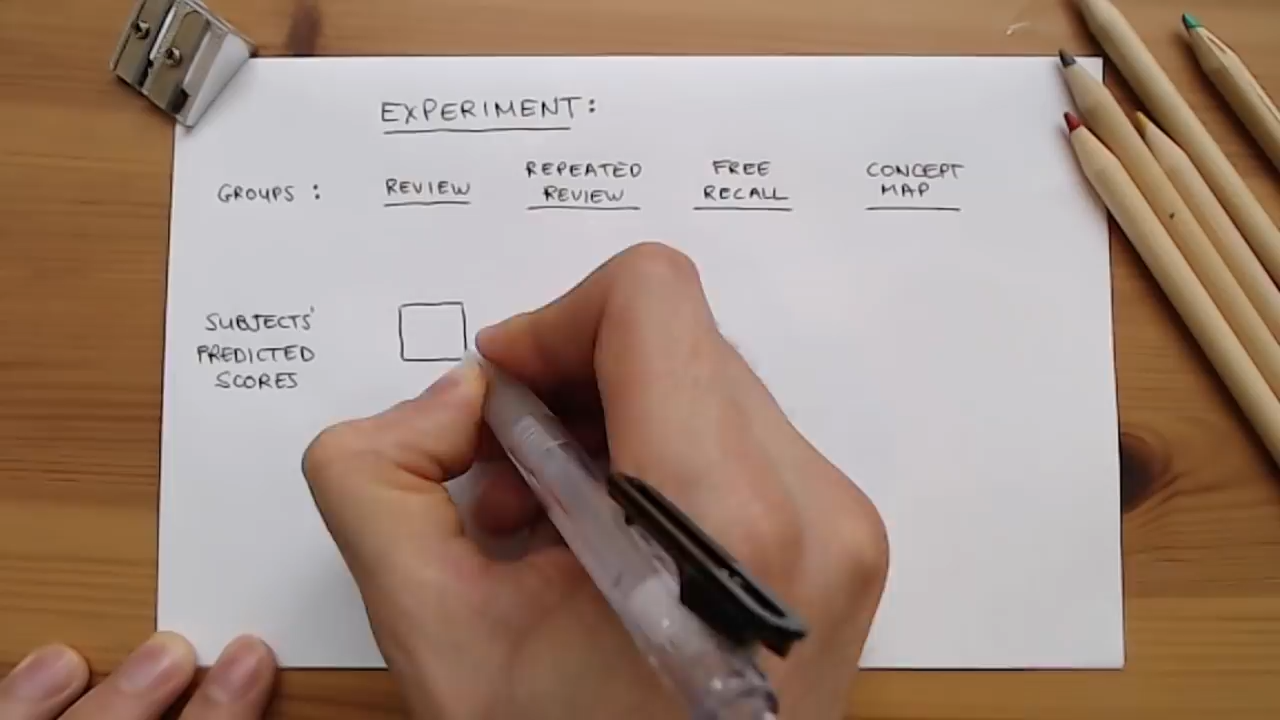 EXPERIMENT:
GROUPS : REVIEW REPEATED REVIEW FREE RECALL CONCEPT MAP
SUBJECTS'
PREDICTED
SCORES